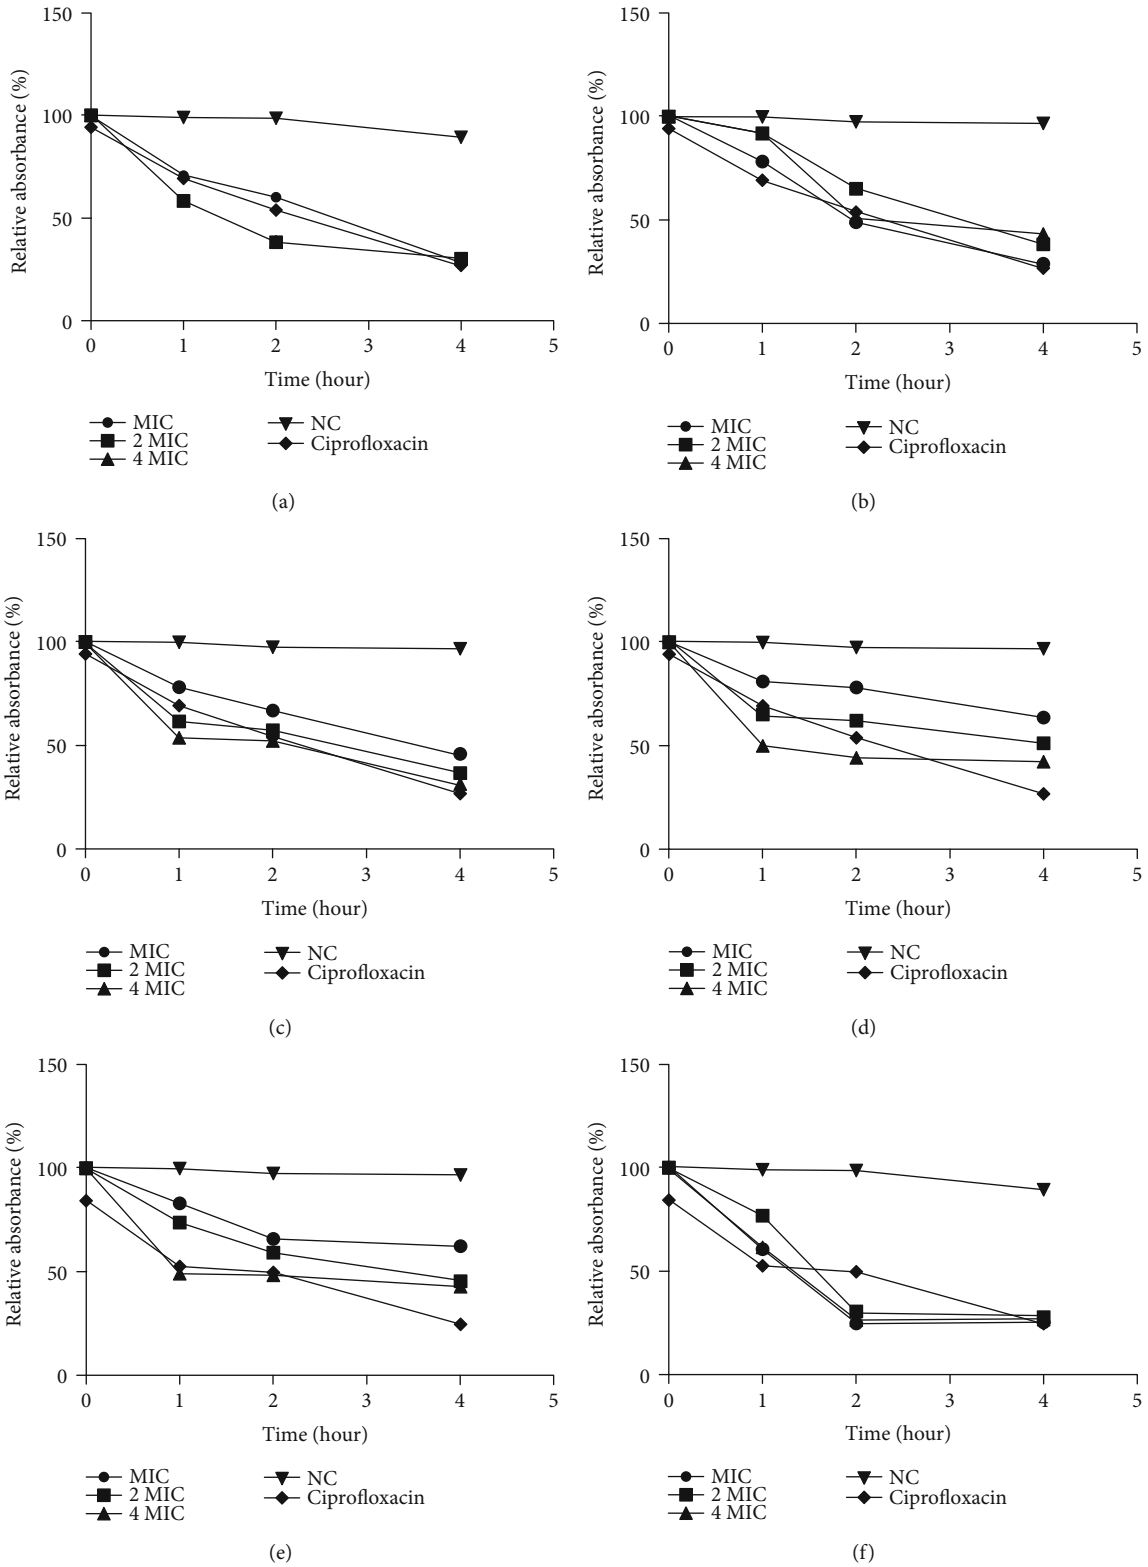 150
100
50
0
Relative absorbance (%)
0 1 2 3 4 5
Time (hour)
MIC
2 MIC
4 MIC
NC
Ciprofloxacin
(a)
150
100
50
0
Relative absorbance (%)
0 1 2 3 4 5
Time (hour)
MIC
2 MIC
4 MIC
NC
Ciprofloxacin
(b)
150
100
50
0
Relative absorbance (%)
0 1 2 3 4 5
Time (hour)
MIC
2 MIC
4 MIC
NC
Ciprofloxacin
(c)
150
100
50
0
Relative absorbance (%)
0 1 2 3 4 5
Time (hour)
MIC
2 MIC
4 MIC
NC
Ciprofloxacin
(d)
150
100
50
0
Relative absorbance (%)
0 1 2 3 4 5
Time (hour)
MIC
2 MIC
4 MIC
NC
Ciprofloxacin
(e)
150
100
50
0
Relative absorbance (%)
0 1 2 3 4 5
Time (hour)
MIC
2 MIC
4 MIC
NC
Ciprofloxacin
(f)